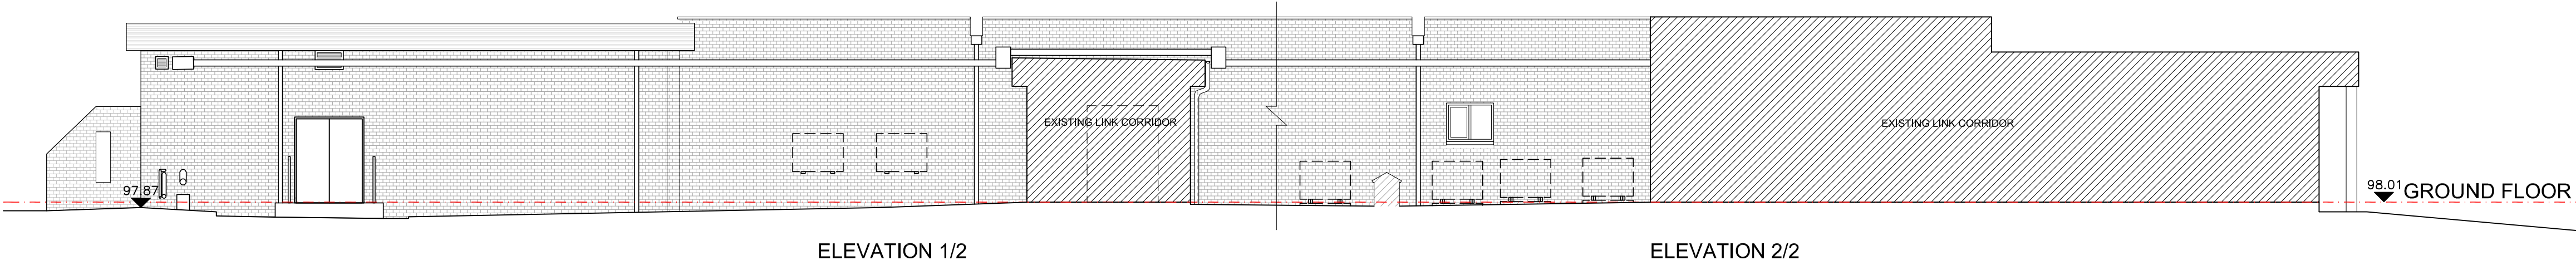 EXISTING LINK CORRIDOR
EXISTING LINK CORRIDOR
97.87
98.01 GROUND FLOOR
ELEVATION 1/2
ELEVATION 2/2